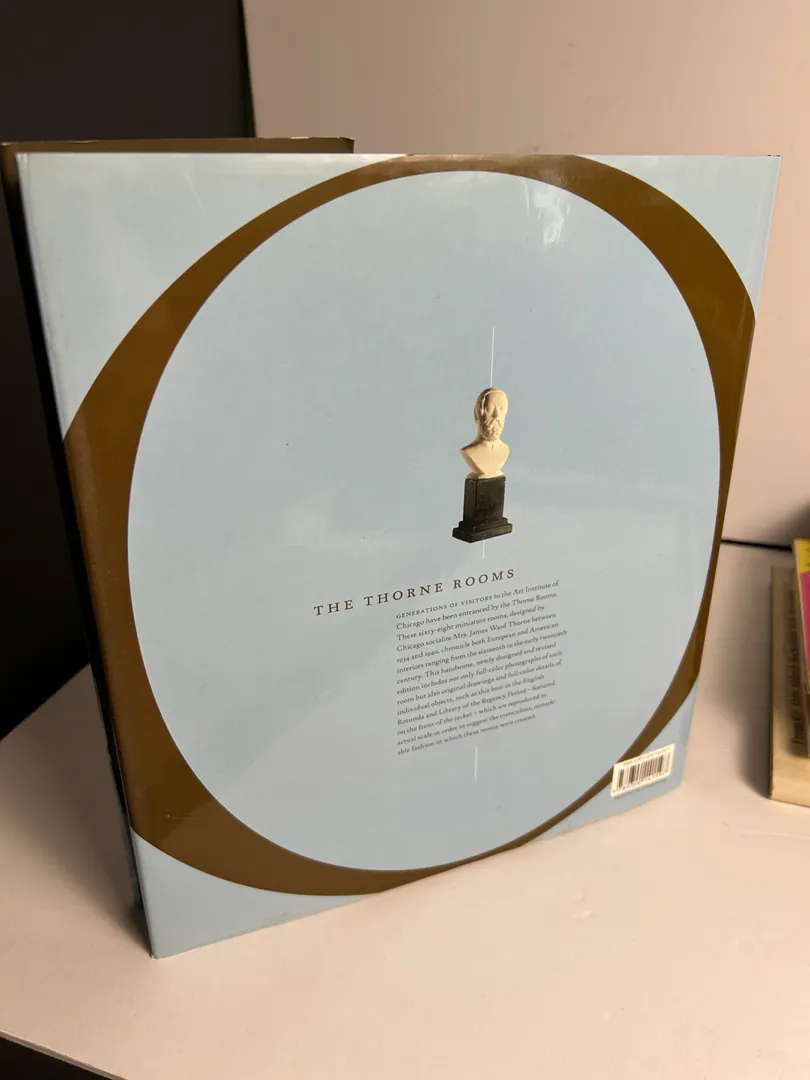 THE THORNE ROOMS
GENERATIONS OF VISITORS to the Art Institute of
Chicago have been entranced by the Thorne Rooms.
These sixty-eight miniature rooms, designed by
Chicago socialite Mrs. James Ward Thorne between
1934 and 1940, chronicle both European and American
interiors ranging from the sixteenth to the early twentieth
century. This handsome, newly designed and revised
edition includes not only full-color photographs of each
room but also original drawings and full-color details of
individual objects, such as this bust in the English
Rotunda and Library of the Regency Period – featured
on the front of the jacket – which are reproduced to
actual scale in order to suggest the meticulous, remark-
able fashion in which these rooms were created.